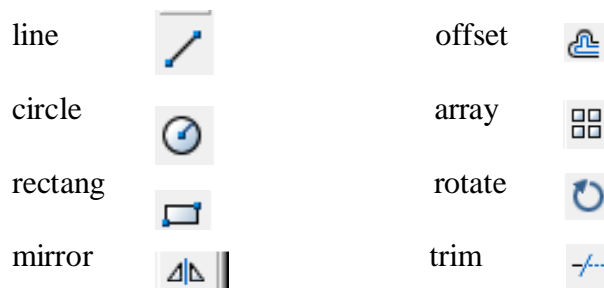 line offset
circle array
rectang rotate
mirror trim